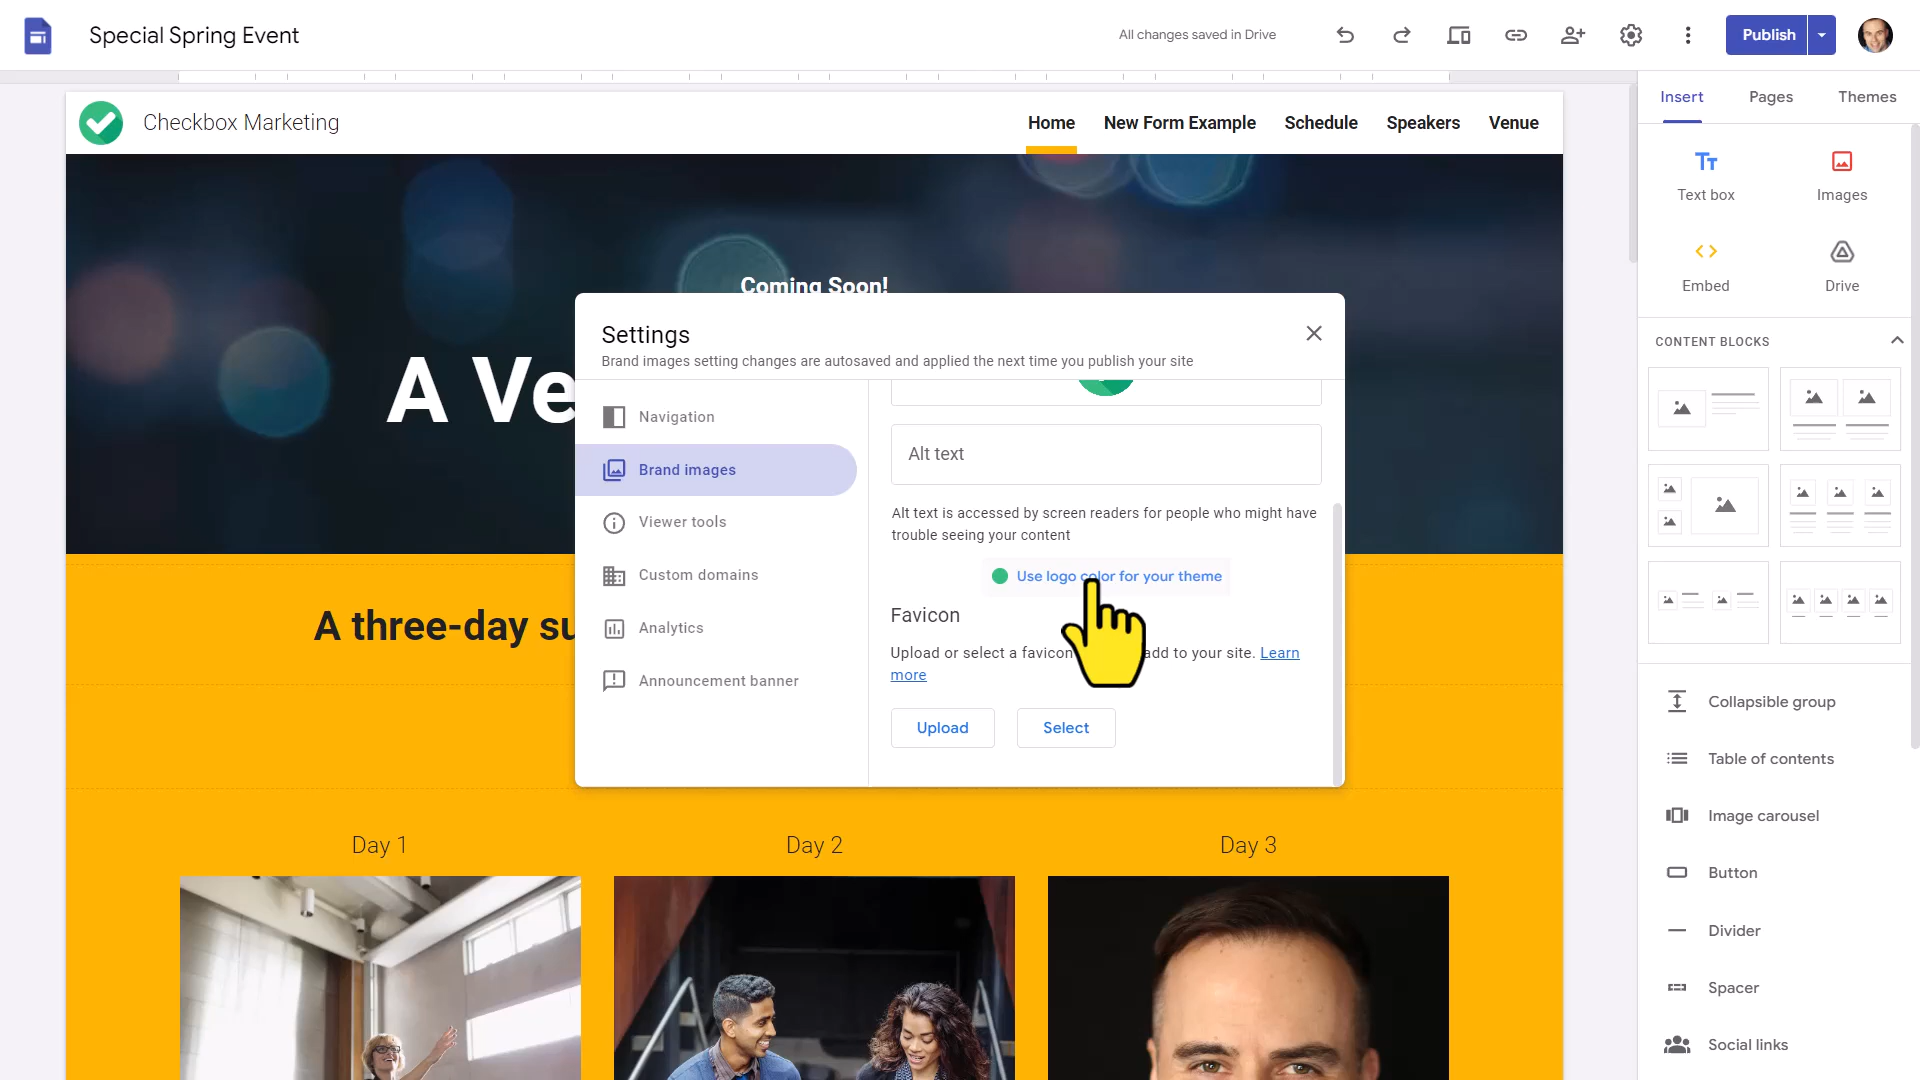 Special Spring Event
All changes saved in Drive
Publish
Checkbox Marketing
Home
New Form Example
Schedule
Speakers
Venue
Insert
Pages
Themes
Text box
Images
Embed
Drive
CONTENT BLOCKS
Collapsible group
Table of contents
Image carousel
Button
Divider
Spacer
Social links
Coming Soon!
A Ve
A three-day su
Settings
Brand images setting changes are autosaved and applied the next time you publish your site
Navigation
Brand images
Viewer tools
Custom domains
Analytics
Announcement banner
Alt text
Alt text is accessed by screen readers for people who might have
trouble seeing your content
Use logo color for your theme
Favicon
Upload or select a favicon add to your site. Learn
more
Upload
Select
Day 1
Day 2
Day 3